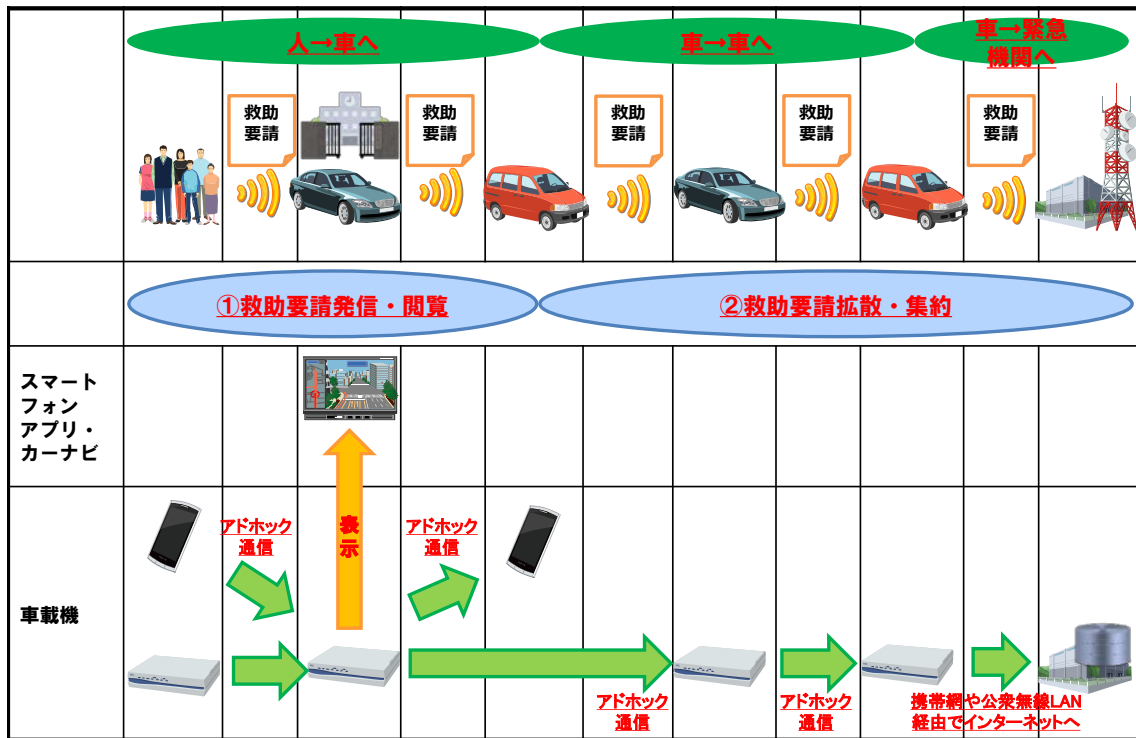 人→車へ
車→車へ
車→緊急
機関へ
救助
要請
救助
要請
救助
要請
救助
要請
救助
要請
①救助要請発信・閲覧
②救助要請拡散・集約
スマート
フォン
アプリ・
カーナビ
表示
アドホック
通信
アドホック
通信
車載機
アドホック
通信
アドホック
通信
携帯網や公衆無線LAN
経由でインターネットへ